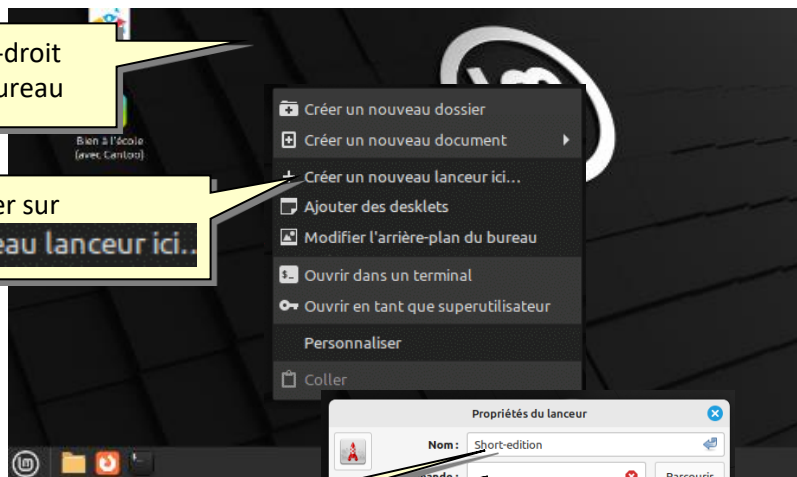 -droit
ureau
Bien à l'école
(avec Cantoo)
Créer un nouveau dossier
Créer un nouveau document
Créer un nouveau lanceur ici...
er sur
eau lanceur ici..
Ajouter des desklets
Modifier l'arrière-plan du bureau
Ouvrir dans un terminal
Ouvrir en tant que superutilisateur
Personnaliser
Coller
Propriétés du lanceur
Nom : Short-edition
Parcourir